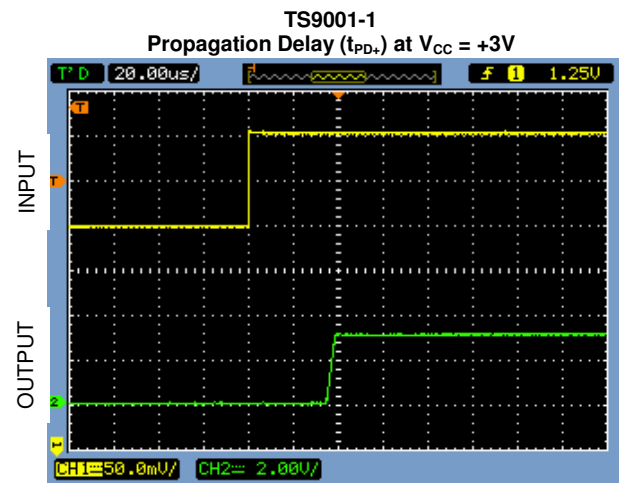 TS9001-1
Propagation Delay (tPD+) at VCC = +3V
T'D 20.00us/ 1 1.25V
T
T
INPUT
OUTPUT
2
1
CH1 50.0mV/ CH2 2.00V/